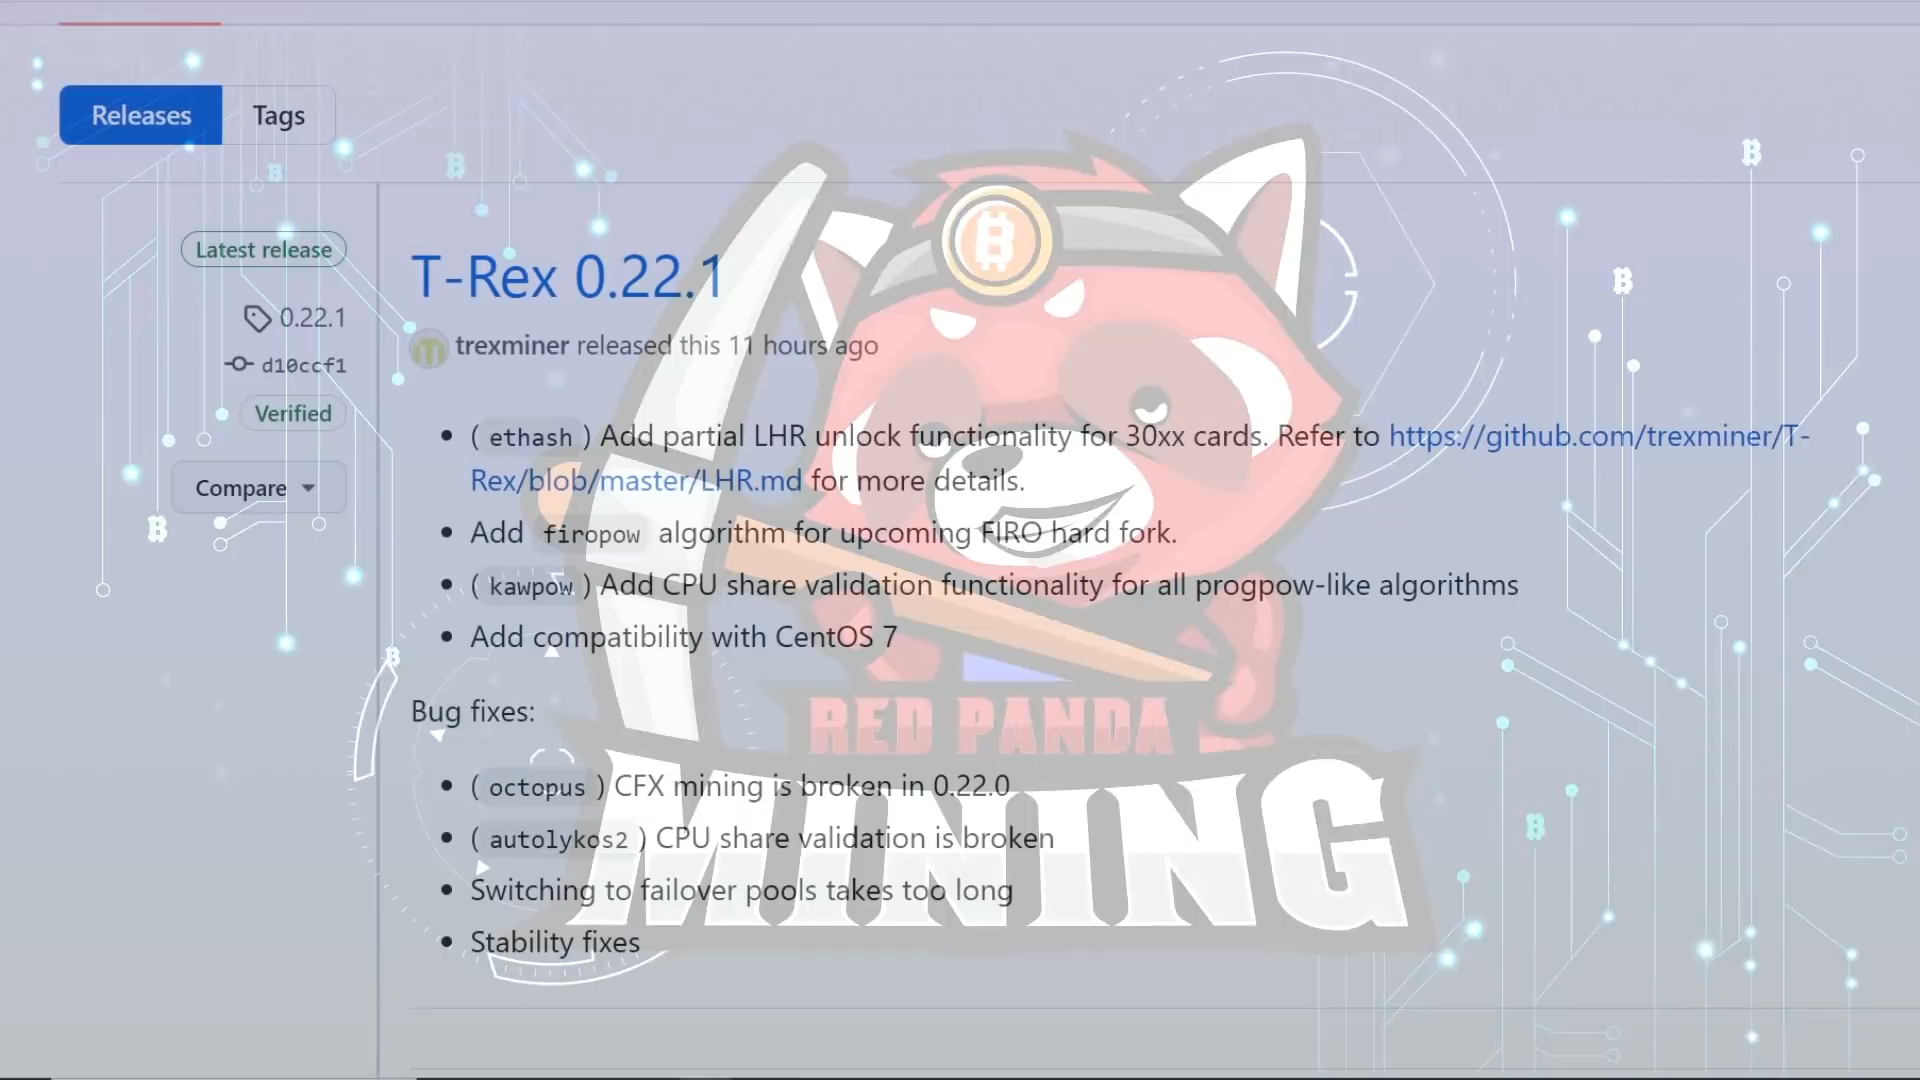 Releases Tags
Latest release
0.22.1
d10ccf1
Verified
Compare
T-Rex 0.22.1
trexminer released this 11 hours ago
( ethash ) Add partial LHR unlock functionality for 30xx cards. Refer to https://github.com/trexminer/T-
Rex/blob/master/LHR.md for more details.
Add firopow algorithm for upcoming FIRO hard fork.
( kawpow ) Add CPU share validation functionality for all progpow-like algorithms
Add compatibility with CentOS 7
Bug fixes:
( octopus ) CFX mining is broken in 0.22.0
( autolykos2 ) CPU share validation is broken
Switching to failover pools takes too long
Stability fixes
RED PANDA
MINING